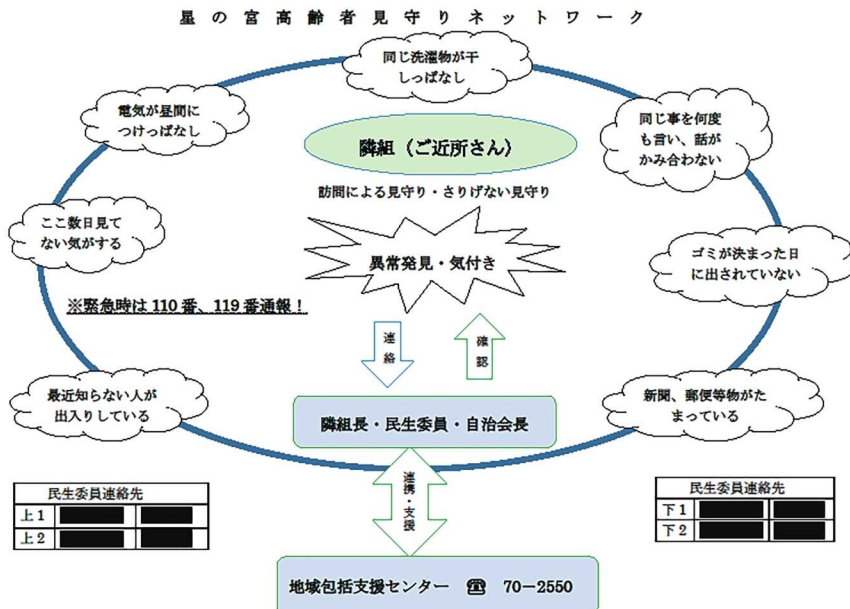 星の宮高齢者見守りネットワーク
同じ洗濯物が干
しっぱなし
電気が昼間に
つけっぱなし
同じ事を何度
も言い、話が
かみ合わない
隣組（ご近所さん）
訪問による見守り・さりげない見守り
ここ数日見て
ない気がする
異常発見・気付き
ゴミが決まった日
に出されていない
※緊急時は 110 番、119 番通報！
連絡
確認
最近知らない人が
出入りしている
隣組長・民生委員・自治会長
新聞、郵便等物がた
まっている
連携・支援
民生委員連絡先
上１
上２
民生委員連絡先
下１
下２
地域包括支援センター ☎ 70－2550